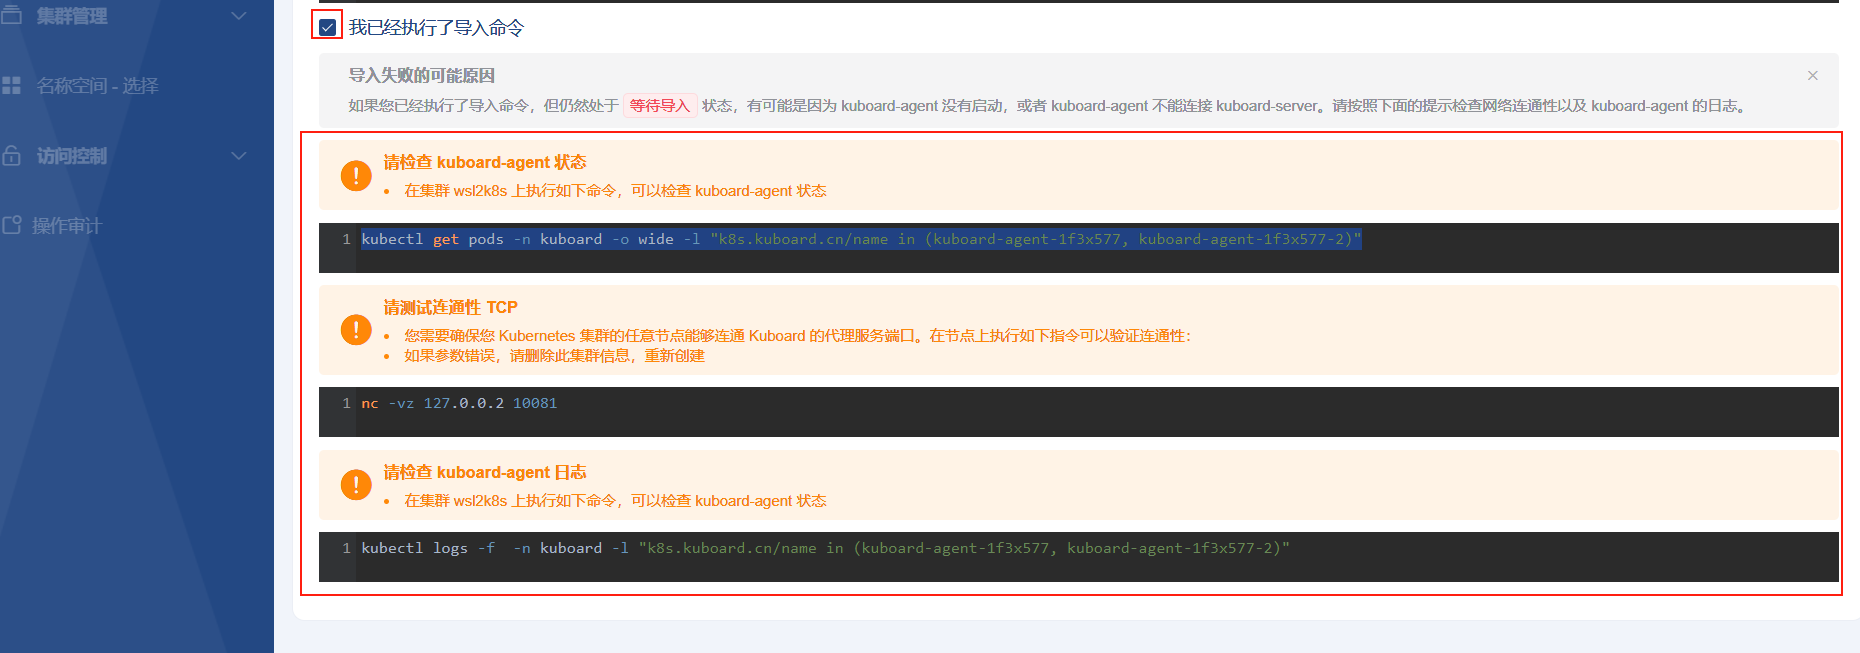 集群管理
名称空间 - 选择
访问控制
操作审计
我已经执行了导入命令
导入失败的可能原因
如果您已经执行了导入命令，但仍然处于 等待导入 状态，有可能是因为 kuboard-agent 没有启动，或者 kuboard-agent 不能连接 kuboard-server。请按照下面的提示检查网络连通性以及 kuboard-agent 的日志。
请检查 kuboard-agent 状态
在集群 wsl2k8s 上执行如下命令，可以检查 kuboard-agent 状态
1 kubectl get pods -n kuboard -o wide -l "k8s.kuboard.cn/name in (kuboard-agent-1f3x577, kuboard-agent-1f3x577-2)"
请测试连通性 TCP
您需要确保您 Kubernetes 集群的任意节点能够连通 Kuboard 的代理服务端口。在节点上执行如下指令可以验证连通性：
如果参数错误，请删除此集群信息，重新创建
1 nc -vz 127.0.0.2 10081
请检查 kuboard-agent 日志
在集群 wsl2k8s 上执行如下命令，可以检查 kuboard-agent 状态
1 kubectl logs -f  -n kuboard -l "k8s.kuboard.cn/name in (kuboard-agent-1f3x577, kuboard-agent-1f3x577-2)"